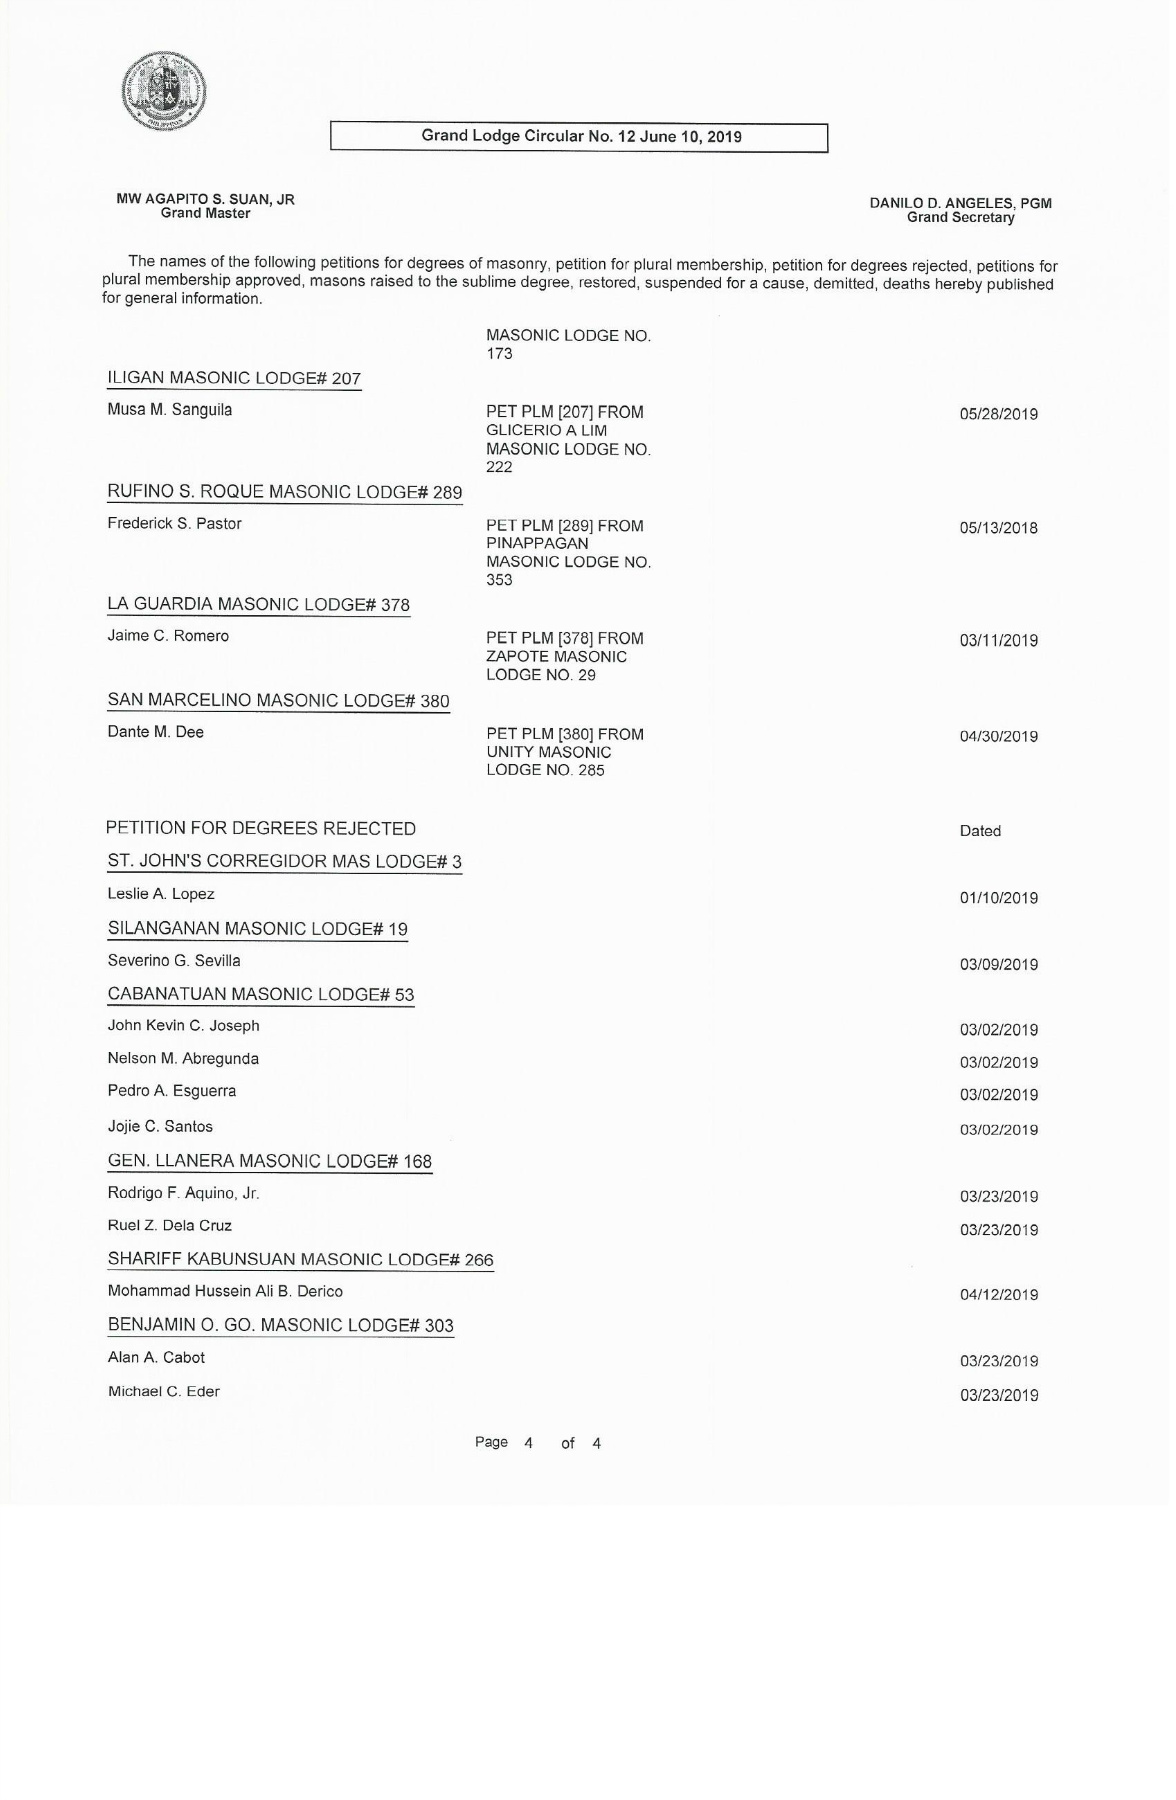 Grand Lodge Circular No. 12 June 10, 2019
MW AGAPITO S. SUAN, JR
Grand Master
DANILO D. ANGELES, PGM
Grand Secretary
The names of the following petitions for degrees of masonry, petition for plural membership, petition for degrees rejected, petitions for
plural membership approved, masons raised to the sublime degree, restored, suspended for a cause, demitted, deaths hereby published
for general information.
MASONIC LODGE NO.
173
ILIGAN MASONIC LODGE# 207
Musa M. Sanguila PET PLM [207] FROM 05/28/2019
GLICERIO A LIM
MASONIC LODGE NO.
222
RUFINO S. ROQUE MASONIC LODGE# 289
Frederick S. Pastor PET PLM [289] FROM 05/13/2018
PINAPPAGAN
MASONIC LODGE NO.
353
LA GUARDIA MASONIC LODGE# 378
Jaime C. Romero PET PLM [378] FROM 03/11/2019
ZAPOTE MASONIC
LODGE NO. 29
SAN MARCELINO MASONIC LODGE# 380
Dante M. Dee PET PLM [380] FROM 04/30/2019
UNITY MASONIC
LODGE NO. 285
PETITION FOR DEGREES REJECTED Dated
ST. JOHN'S CORREGIDOR MAS LODGE# 3
Leslie A. Lopez 01/10/2019
SILANGANAN MASONIC LODGE# 19
Severino G. Sevilla 03/09/2019
CABANATUAN MASONIC LODGE# 53
John Kevin C. Joseph 03/02/2019
Nelson M. Abregunda 03/02/2019
Pedro A. Esguerra 03/02/2019
Jojie C. Santos 03/02/2019
GEN. LLANERA MASONIC LODGE# 168
Rodrigo F. Aquino, Jr. 03/23/2019
Ruel Z. Dela Cruz 03/23/2019
SHARIFF KABUNSUAN MASONIC LODGE# 266
Mohammad Hussein Ali B. Derico 04/12/2019
BENJAMIN O. GO. MASONIC LODGE# 303
Alan A. Cabot 03/23/2019
Michael C. Eder 03/23/2019
Page 4 of 4